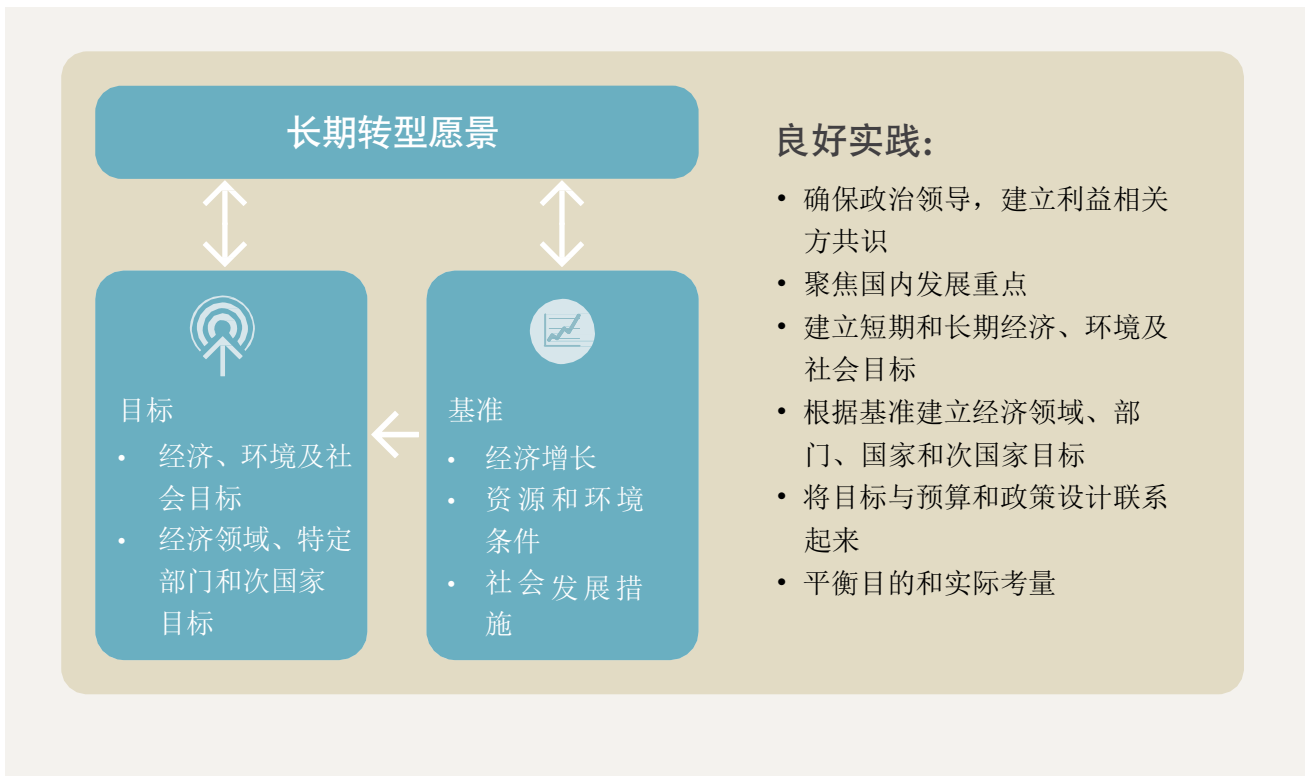 长期转型愿景
目标
• 经济、环境及社
会目标
• 经济领域、特定
部门和次国家
目标
基准
• 经济增长
• 资源和环境
条件
• 社会发展措
施
良好实践:
• 确保政治领导，建立利益相关
方共识
• 聚焦国内发展重点
• 建立短期和长期经济、环境及
社会目标
• 根据基准建立经济领域、部
门、国家和次国家目标
• 将目标与预算和政策设计联系
起来
• 平衡目的和实际考量